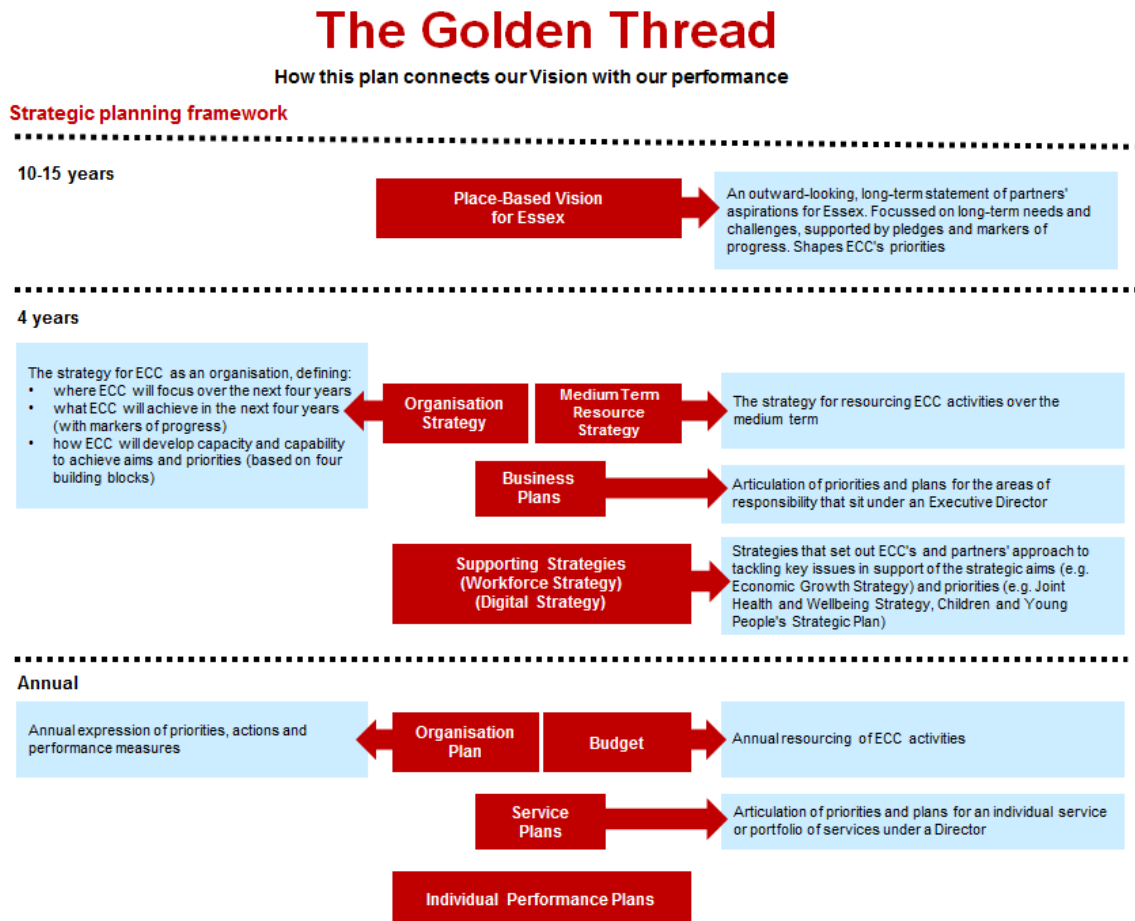 The Golden Thread
How this plan connects our Vision with our performance
Strategic planning framework
10-15 years
Place-Based Vision
for Essex
An outward-looking, long-term statement of partners'
aspirations for Essex. Focussed on long-term needs and
challenges, supported by pledges and markers of
progress. Shapes ECC's priorities
4 years
The strategy for ECC as an organisation, defining:
• where ECC will focus over the next four years
• what ECC will achieve in the next four years
(with markers of progress)
• how ECC will develop capacity and capability
to achieve aims and priorities (based on four
building blocks)
Organisation
Strategy
Medium Term
Resource
Strategy
The strategy for resourcing ECC activities over the
medium term
Business
Plans
Articulation of priorities and plans for the areas of
responsibility that sit under an Executive Director
Supporting Strategies
(Workforce Strategy)
(Digital Strategy)
Strategies that set out ECC's and partners' approach to
tackling key issues in support of the strategic aims (e.g.
Economic Growth Strategy) and priorities (e.g. Joint
Health and Wellbeing Strategy, Children and Young
People's Strategic Plan)
Annual
Annual expression of priorities, actions and
performance measures
Organisation
Plan
Budget
Annual resourcing of ECC activities
Service
Plans
Articulation of priorities and plans for an individual service
or portfolio of services under a Director
Individual Performance Plans